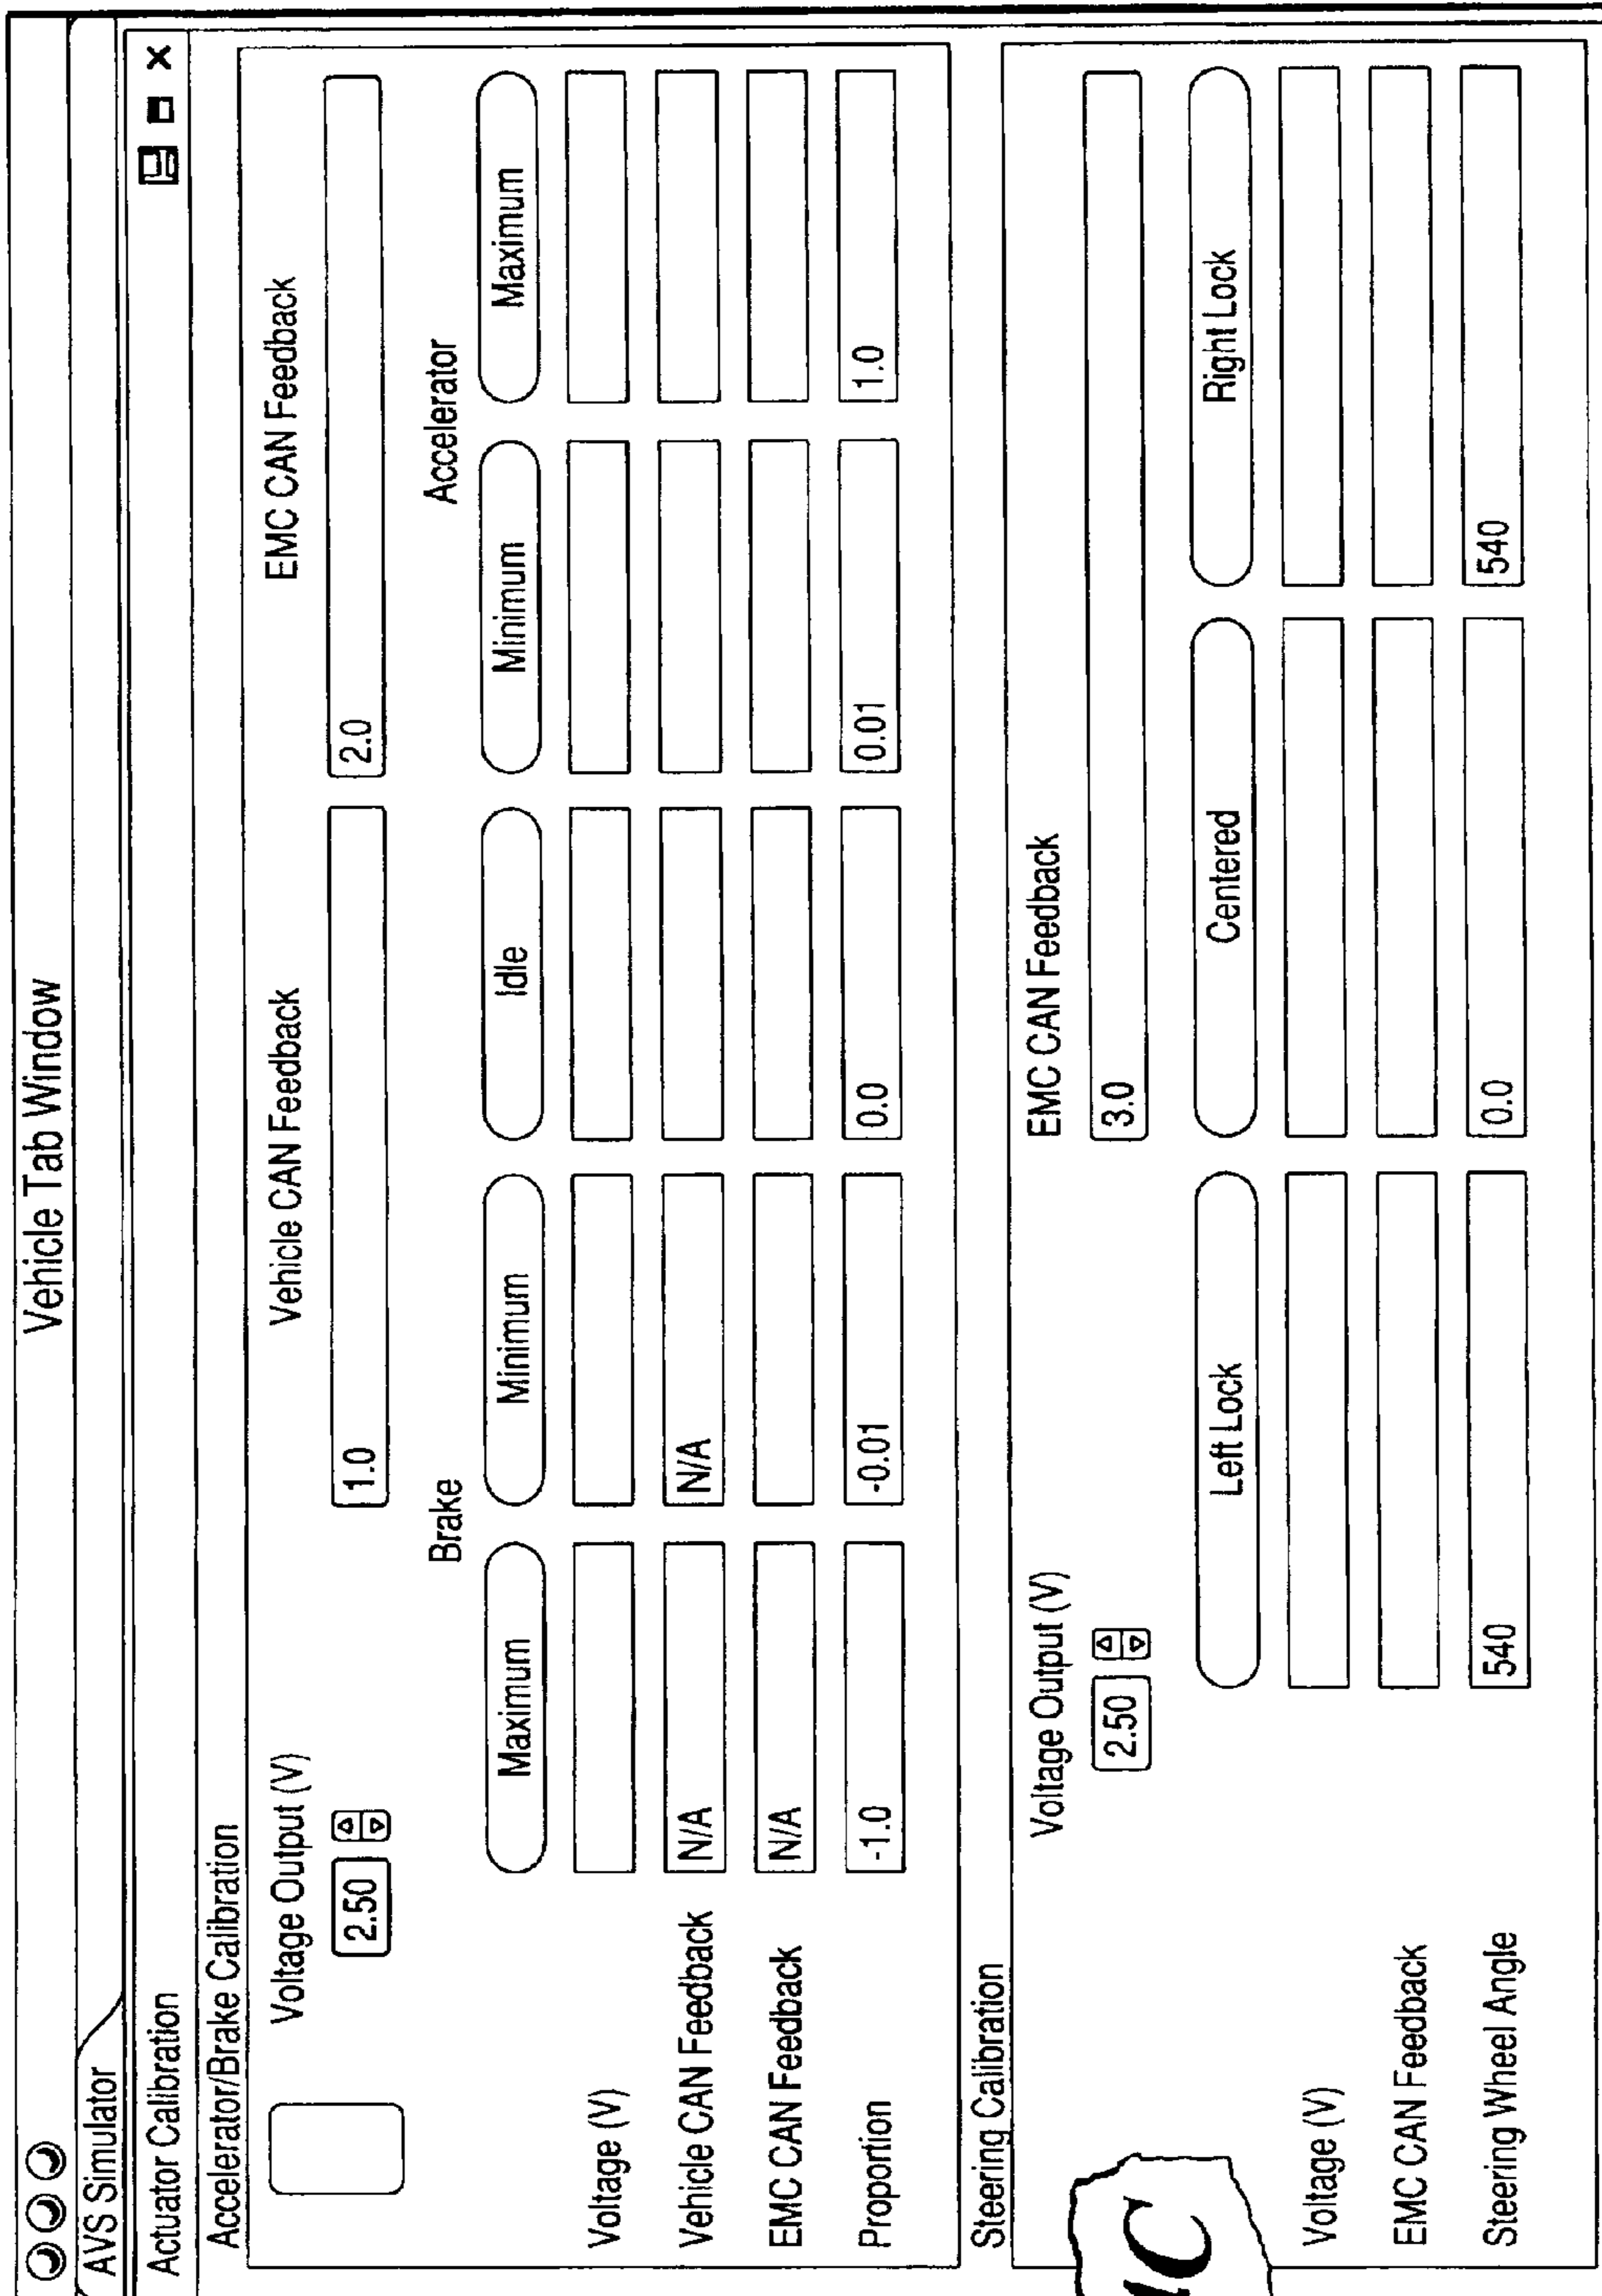 Vehicle Tab Window
AVS Simulator
Actuator Calibration
Accelerator/Brake Calibration
Voltage Output (V) Vehicle CAN Feedback EMC CAN Feedback
2.50 1.0 2.0
Brake Accelerator
Maximum Minimum Idle Minimum Maximum
Voltage (V)
Vehicle CAN Feedback N/A N/A
EMC CAN Feedback N/A
Proportion -1.0 -0.01 0.0 0.01 1.0
Steering Calibration
Voltage Output (V) EMC CAN Feedback
2.50 3.0
Left Lock Centered Right Lock
Voltage (V)
EMC CAN Feedback
Steering Wheel Angle 540 0.0 540